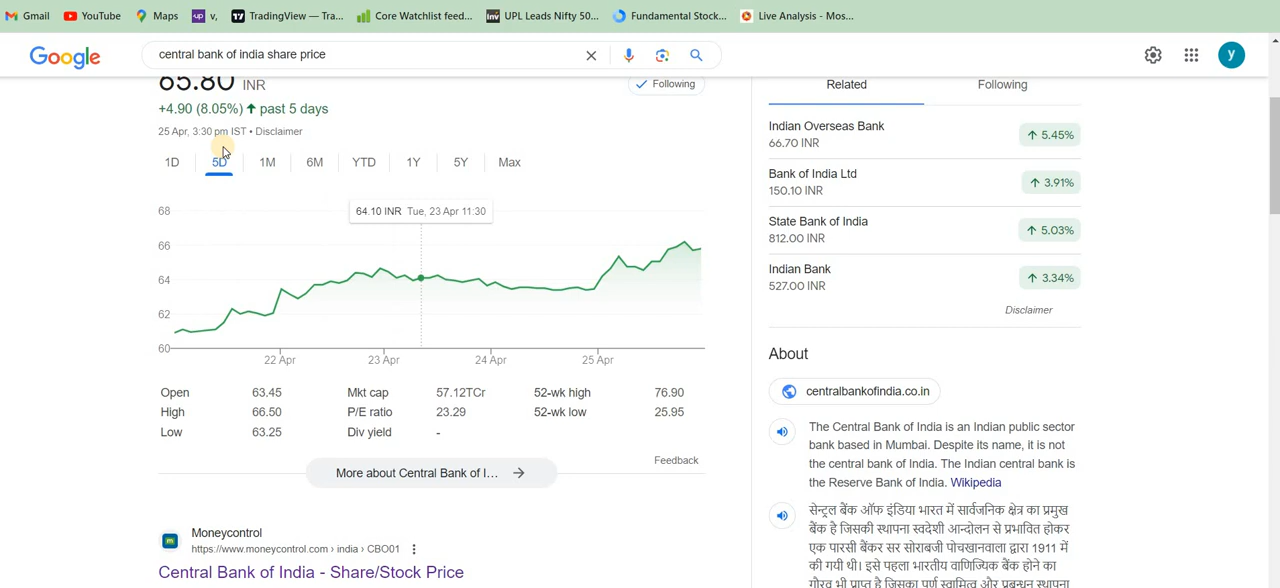 Gmail YouTube Maps v, TradingView — Tra... Core Watchlist feed... UPL Leads Nifty 50... Fundamental Stock... Live Analysis - Mos...
Google central bank of india share price y
65.80 INR Following
+4.90 (8.05%) ↑ past 5 days
25 Apr, 3:30 pm IST • Disclaimer
1D 5D 1M 6M YTD 1Y 5Y Max
64.10 INR Tue, 23 Apr 11:30
68
66
64
62
60
22 Apr 23 Apr 24 Apr 25 Apr
Open 63.45 Mkt cap 57.12TCr 52-wk high 76.90
High 66.50 P/E ratio 23.29 52-wk low 25.95
Low 63.25 Div yield -
Feedback
More about Central Bank of I... →
Moneycontrol
https://www.moneycontrol.com › india › CBO01
Central Bank of India - Share/Stock Price
Related Following
Indian Overseas Bank
66.70 INR ↑ 5.45%
Bank of India Ltd
150.10 INR ↑ 3.91%
State Bank of India
812.00 INR ↑ 5.03%
Indian Bank
527.00 INR ↑ 3.34%
Disclaimer
About
centralbankofindia.co.in
The Central Bank of India is an Indian public sector
bank based in Mumbai. Despite its name, it is not
the central bank of India. The Indian central bank is
the Reserve Bank of India. Wikipedia
सेन्ट्रल बैंक ऑफ इंडिया भारत में सार्वजनिक क्षेत्र का प्रमुख
बैंक है जिसकी स्थापना स्वदेशी आन्दोलन से प्रभावित होकर
एक पारसी बैंकर सर सोराबजी पोचखानवाला द्वारा 1911 में
की गयी थी। इसे पहला भारतीय वाणिज्यिक बैंक होने का
गौरव भी प्राप्त है जिसका पूर्ण स्वामित्व और प्रबन्धन स्थापना